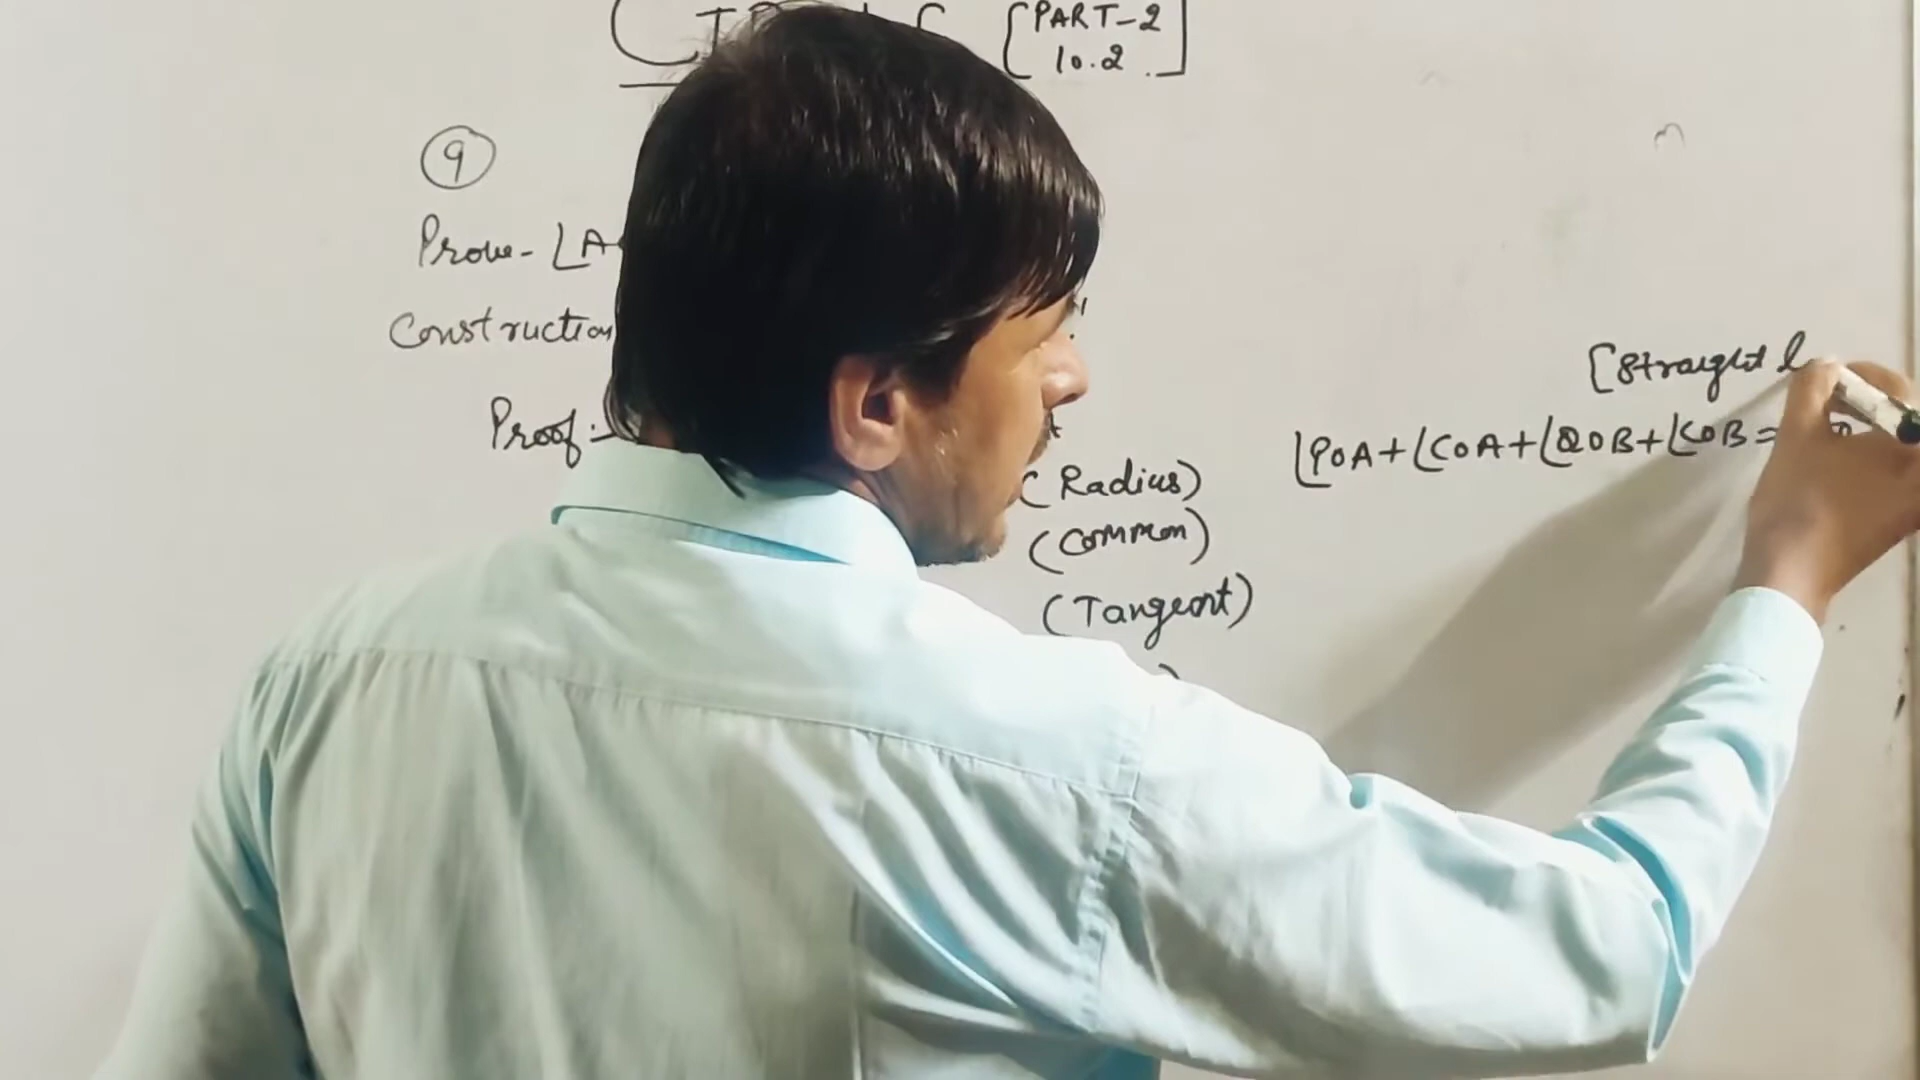 [PART-2
10.2]
9
Prove- ∠A
Construction
Proof:-
(Radius)
(Common)
(Tangent)
[Straight
∠POA+∠COA+∠QOB+∠COB=